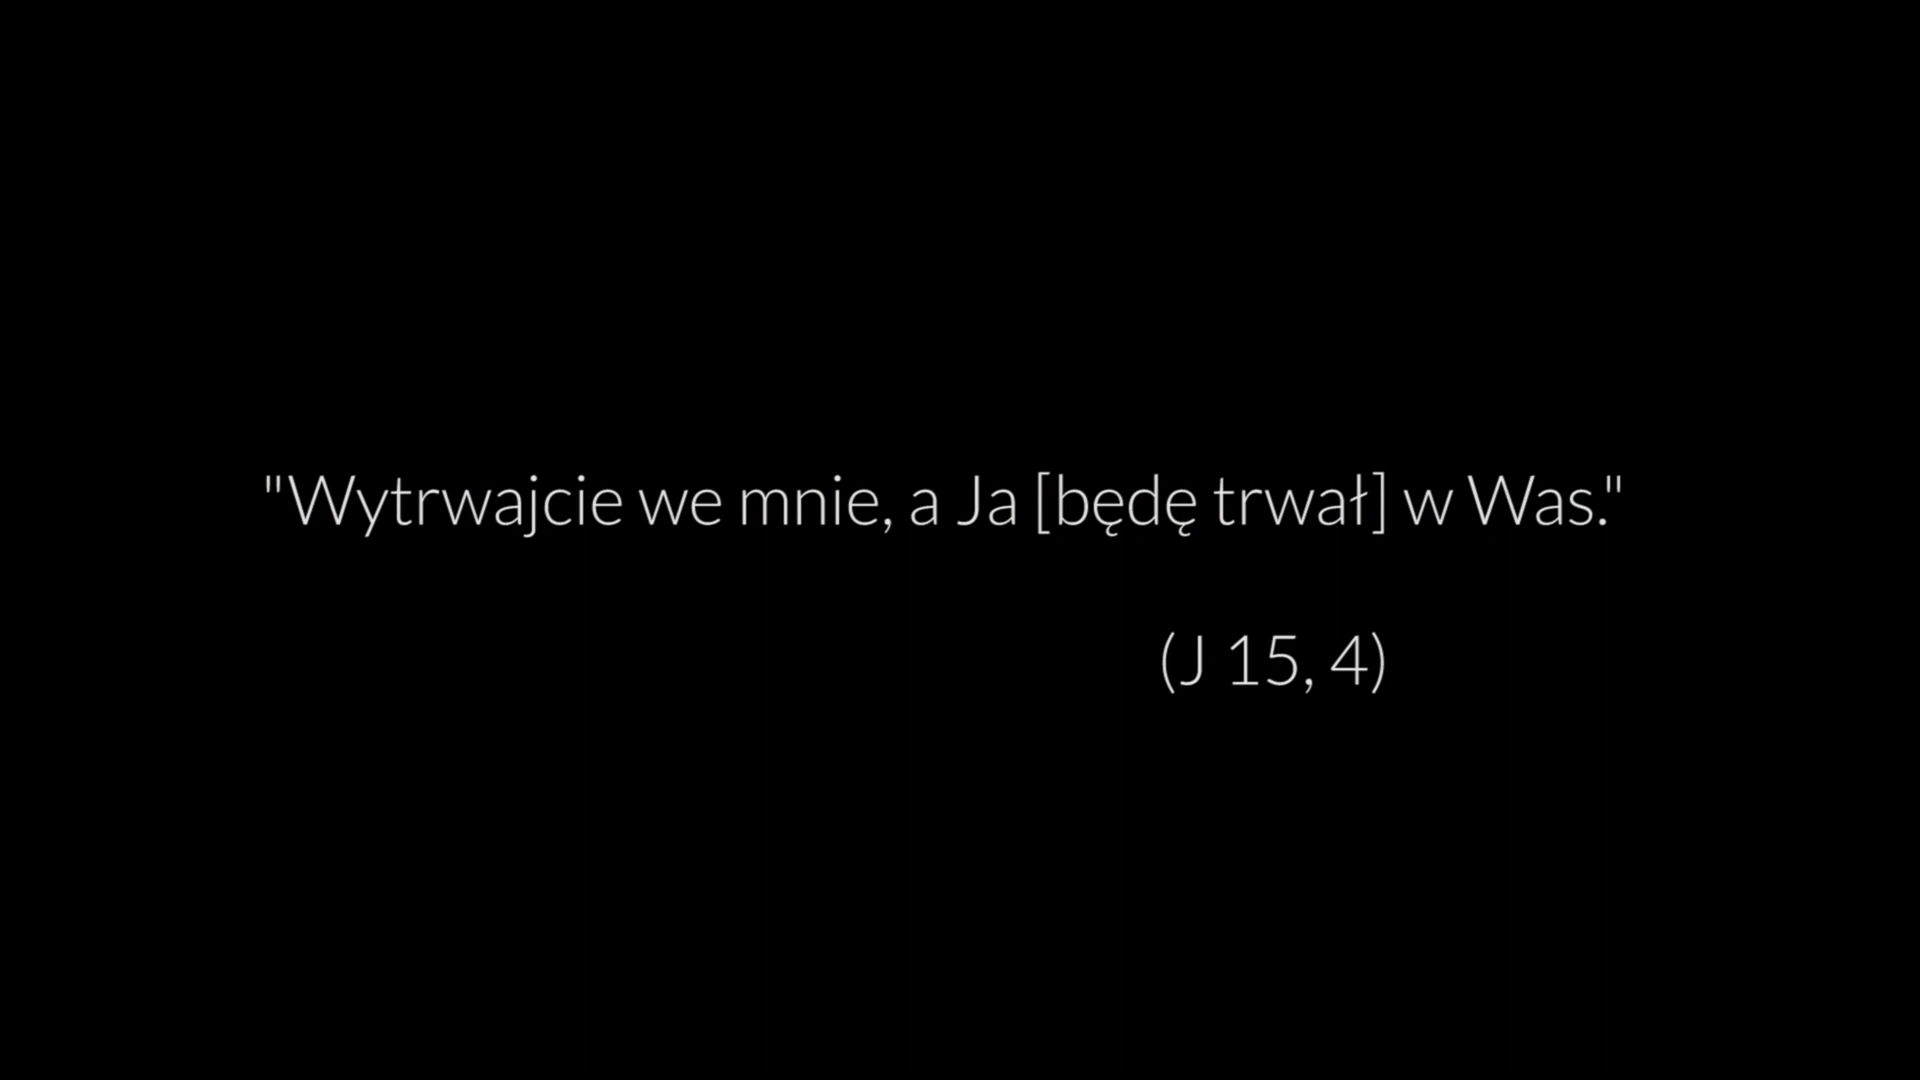 "Wytrwajcie we mnie, a Ja [będę trwał] w Was."
(J 15, 4)